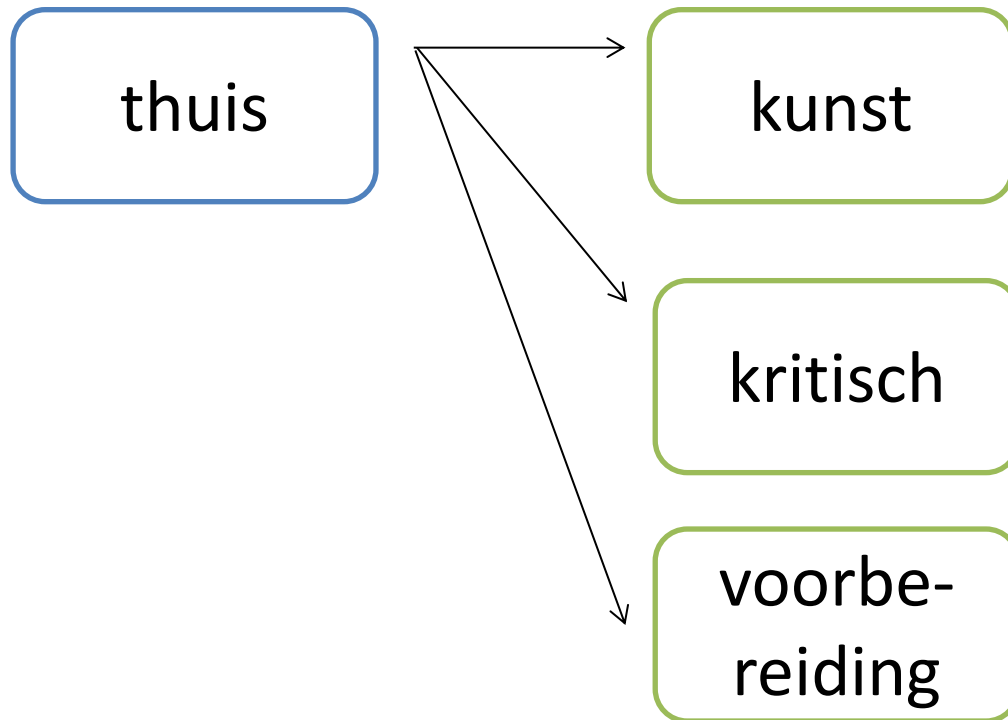 thuis
kunst
kritisch
voorbe-
reiding